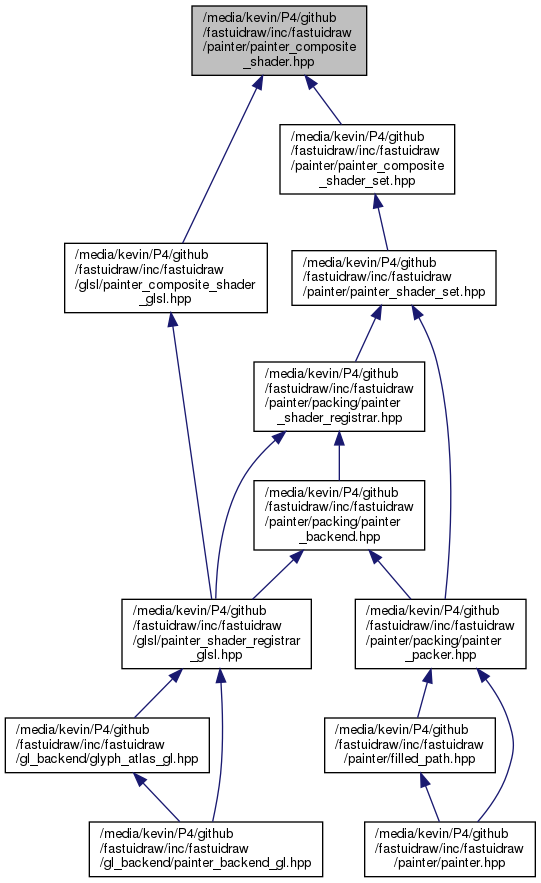 /media/kevin/P4/github
/fastuidraw/inc/fastuidraw
/painter/painter_composite
_shader.hpp
/media/kevin/P4/github
/fastuidraw/inc/fastuidraw
/painter/painter_composite
_shader_set.hpp
/media/kevin/P4/github
/fastuidraw/inc/fastuidraw
/glsl/painter_composite_shader
_glsl.hpp
/media/kevin/P4/github
/fastuidraw/inc/fastuidraw
/painter/painter_shader_set.hpp
/media/kevin/P4/github
/fastuidraw/inc/fastuidraw
/painter/packing/painter
_shader_registrar.hpp
/media/kevin/P4/github
/fastuidraw/inc/fastuidraw
/painter/packing/painter
_backend.hpp
/media/kevin/P4/github
/fastuidraw/inc/fastuidraw
/glsl/painter_shader_registrar
_glsl.hpp
/media/kevin/P4/github
/fastuidraw/inc/fastuidraw
/painter/packing/painter
_packer.hpp
/media/kevin/P4/github
/fastuidraw/inc/fastuidraw
/gl_backend/glyph_atlas_gl.hpp
/media/kevin/P4/github
/fastuidraw/inc/fastuidraw
/painter/filled_path.hpp
/media/kevin/P4/github
/fastuidraw/inc/fastuidraw
/gl_backend/painter_backend_gl.hpp
/media/kevin/P4/github
/fastuidraw/inc/fastuidraw
/painter/painter.hpp